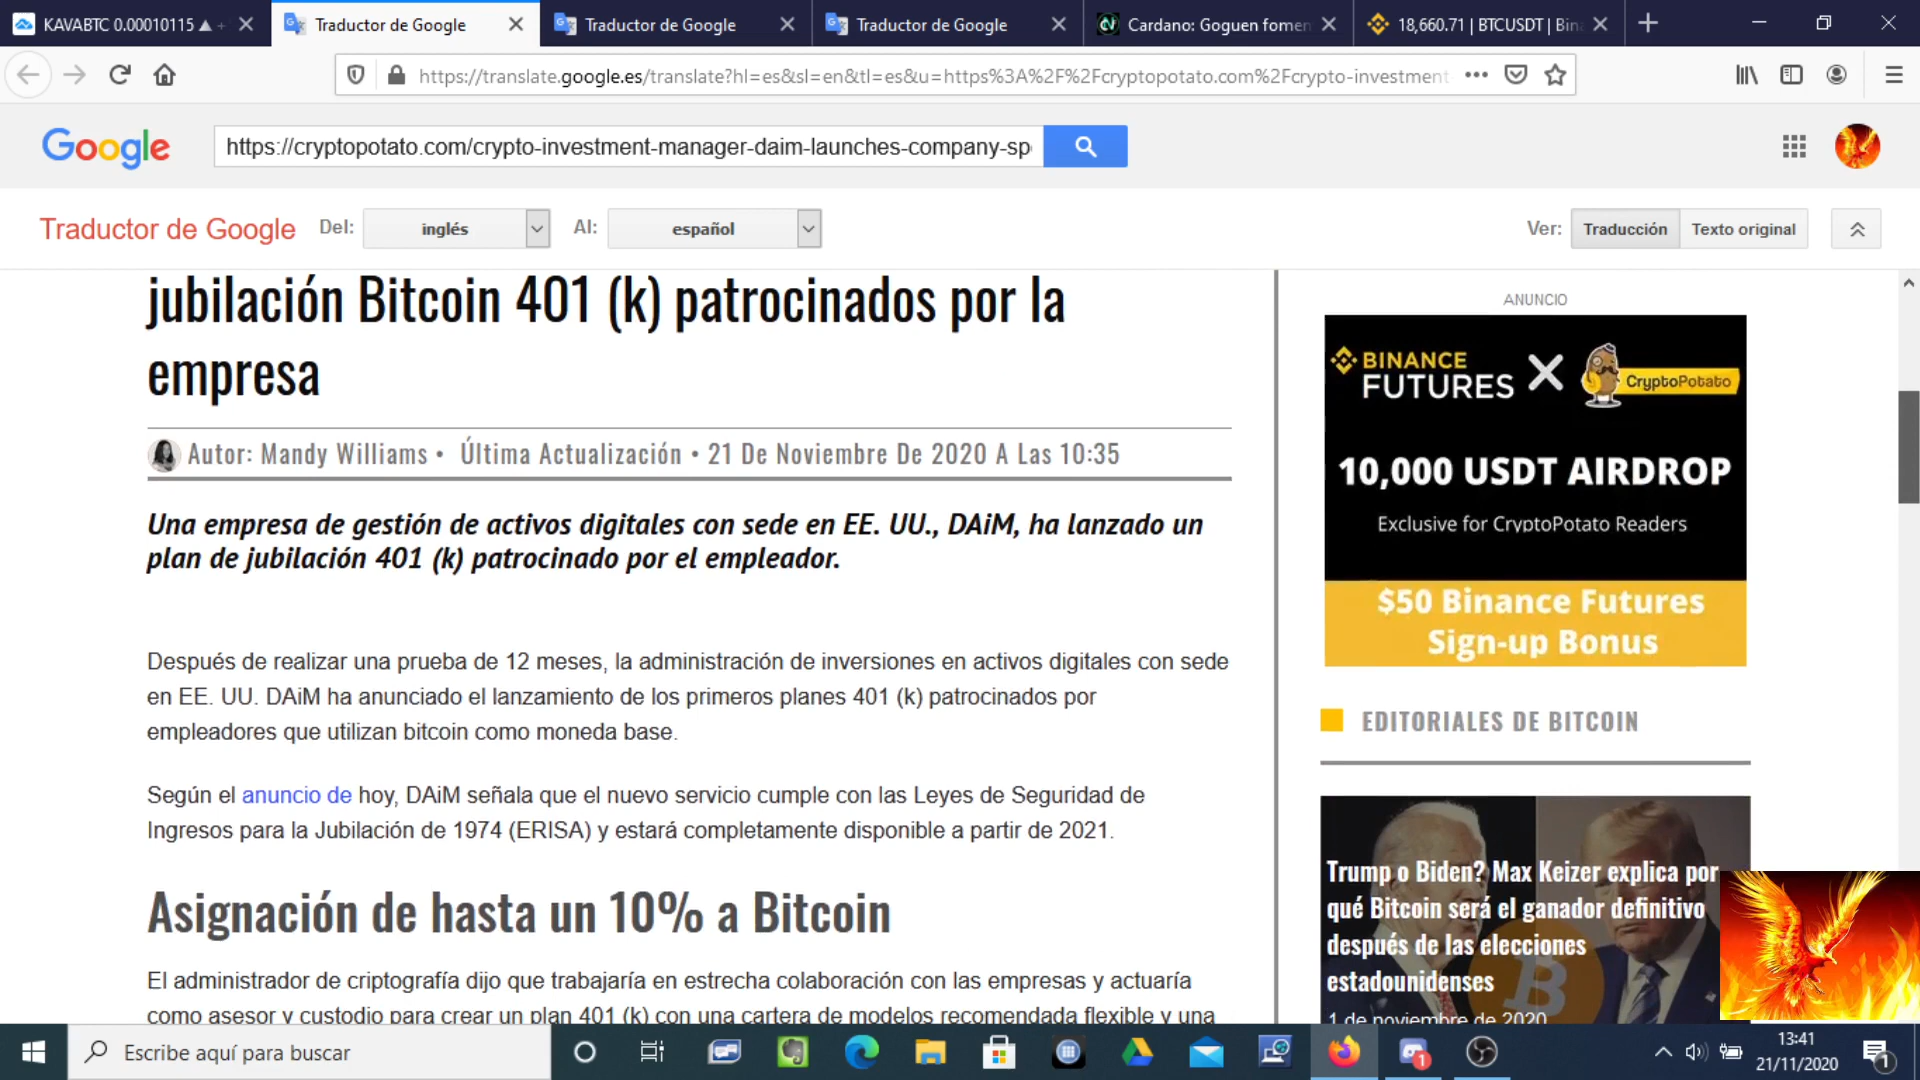 KAVABTC 0.00010115 ▲ +
Traductor de Google
Traductor de Google
Traductor de Google
Cardano: Goguen fomen
18,660.71 | BTCUSDT | Bin
https://translate.google.es/translate?hl=es&sl=en&tl=es&u=https%3A%2F%2Fcryptopotato.com%2Fcrypto-investment
Google
https://cryptopotato.com/crypto-investment-manager-daim-launches-company-sp
Traductor de Google
Del:
inglés
Al:
español
Ver:
Traducción
Texto original
jubilación Bitcoin 401 (k) patrocinados por la
empresa
Autor: Mandy Williams • Última Actualización • 21 De Noviembre De 2020 A Las 10:35
Una empresa de gestión de activos digitales con sede en EE. UU., DAiM, ha lanzado un
plan de jubilación 401 (k) patrocinado por el empleador.
Después de realizar una prueba de 12 meses, la administración de inversiones en activos digitales con sede
en EE. UU. DAiM ha anunciado el lanzamiento de los primeros planes 401 (k) patrocinados por
empleadores que utilizan bitcoin como moneda base.
Según el anuncio de hoy, DAiM señala que el nuevo servicio cumple con las Leyes de Seguridad de
Ingresos para la Jubilación de 1974 (ERISA) y estará completamente disponible a partir de 2021.
Asignación de hasta un 10% a Bitcoin
El administrador de criptografía dijo que trabajaría en estrecha colaboración con las empresas y actuaría
como asesor y custodio para crear un plan 401 (k) con una cartera de modelos recomendada flexible y una
ANUNCIO
BINANCE
FUTURES
X
CryptoPotato
10,000 USDT AIRDROP
Exclusive for CryptoPotato Readers
$50 Binance Futures
Sign-up Bonus
EDITORIALES DE BITCOIN
Trump o Biden? Max Keizer explica por
qué Bitcoin será el ganador definitivo
después de las elecciones
estadounidenses
1 de noviembre de 2020
Escribe aquí para buscar
1
13:41
21/11/2020
1